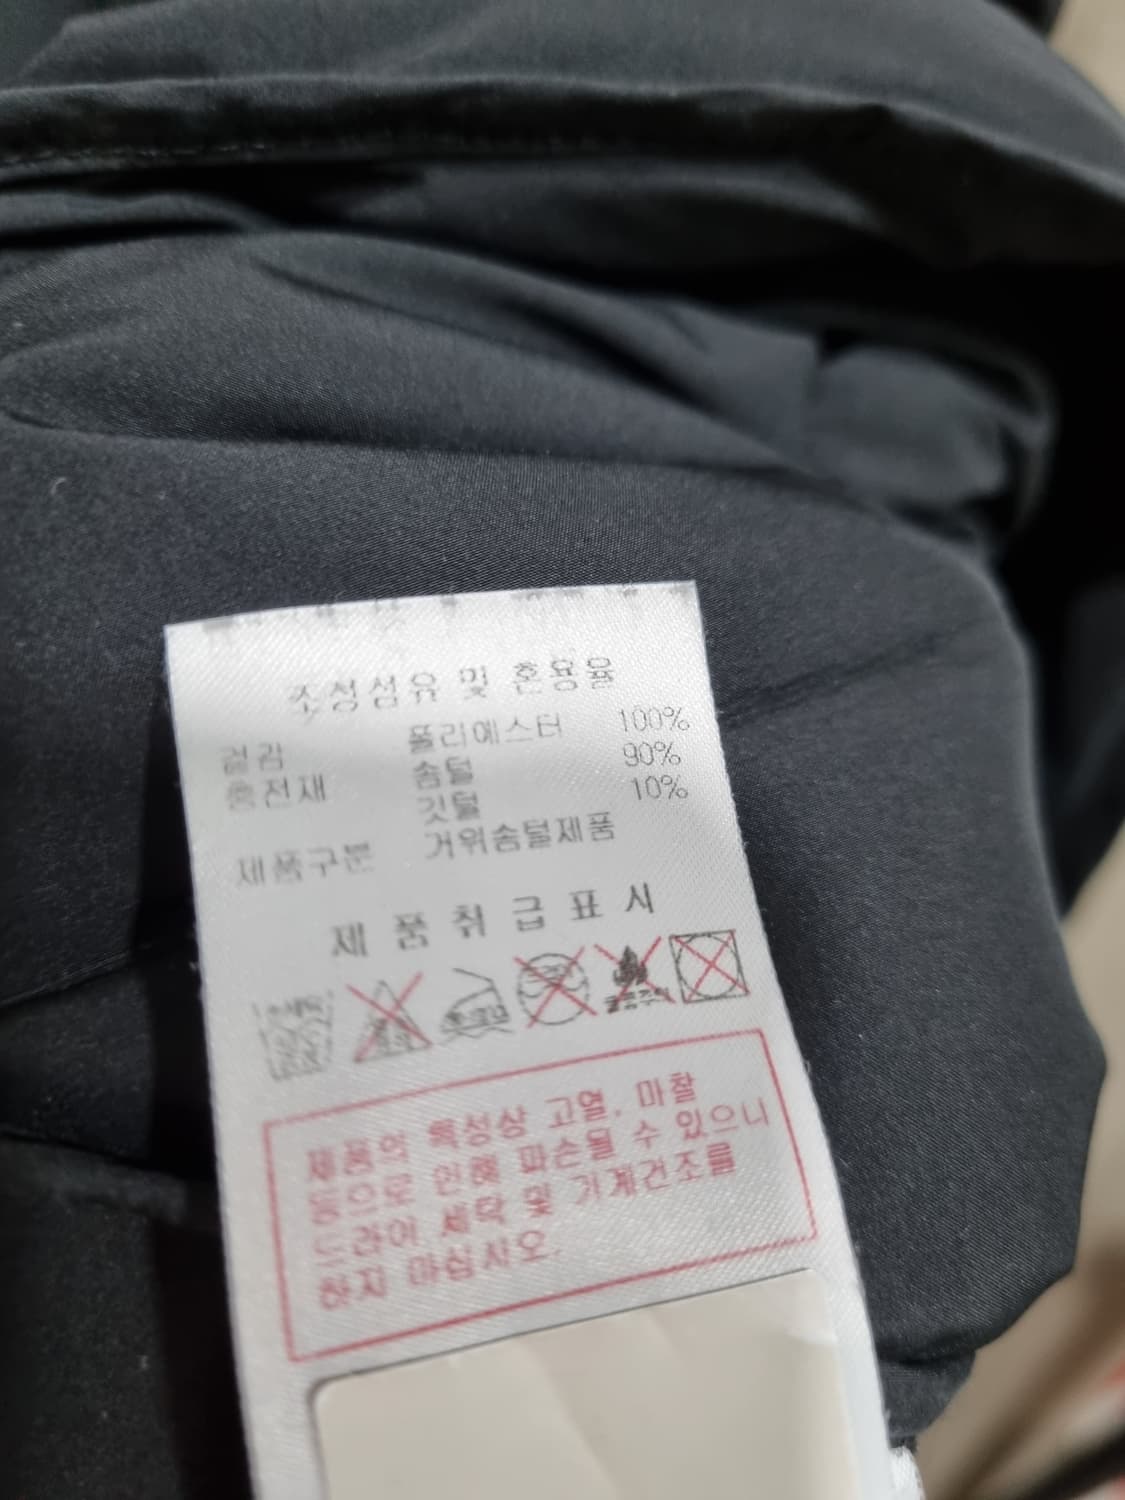 조성섬유 및 혼용율
겉감 폴리에스터 100%
충전재 솜털 90%
깃털 10%
제품구분 거위솜털제품
제 품 취 급 표 시
제품의 특성상 고열, 마찰
등으로 인해 파손될 수 있으니
드라이 세탁 및 기계건조를
하지 마십시오.